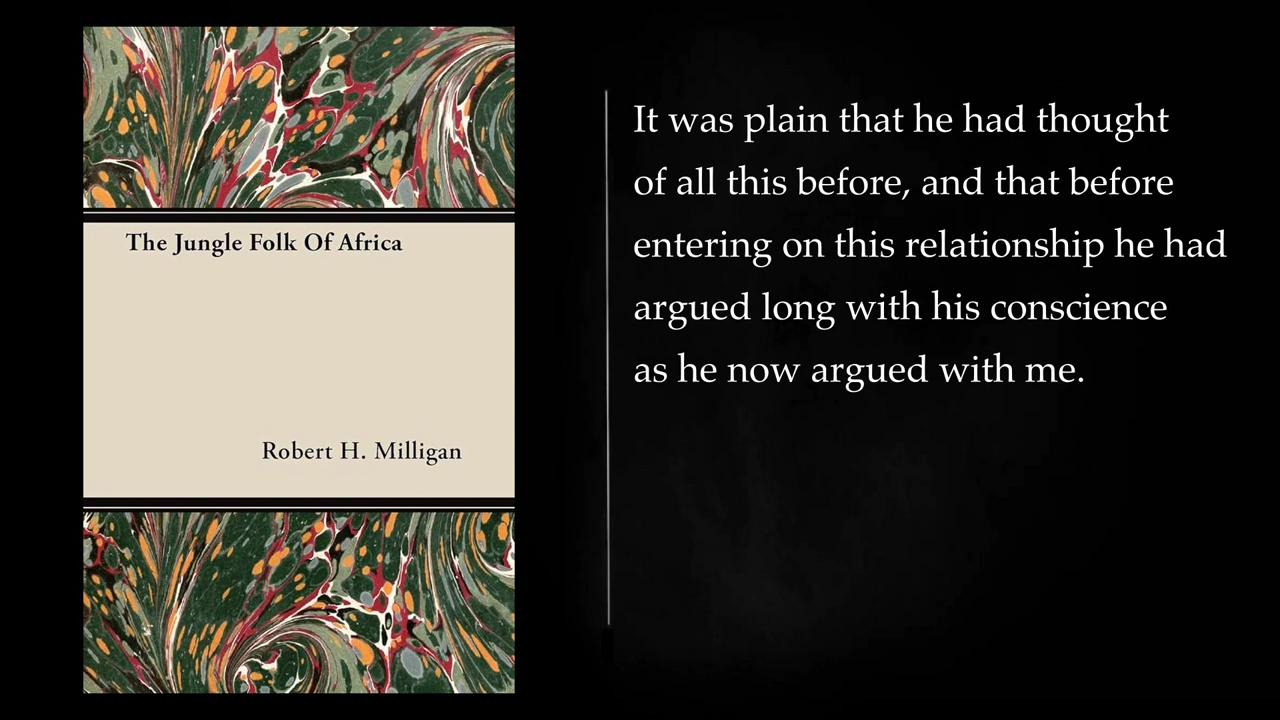 The Jungle Folk Of Africa
Robert H. Milligan
It was plain that he had thought
of all this before, and that before
entering on this relationship he had
argued long with his conscience
as he now argued with me.